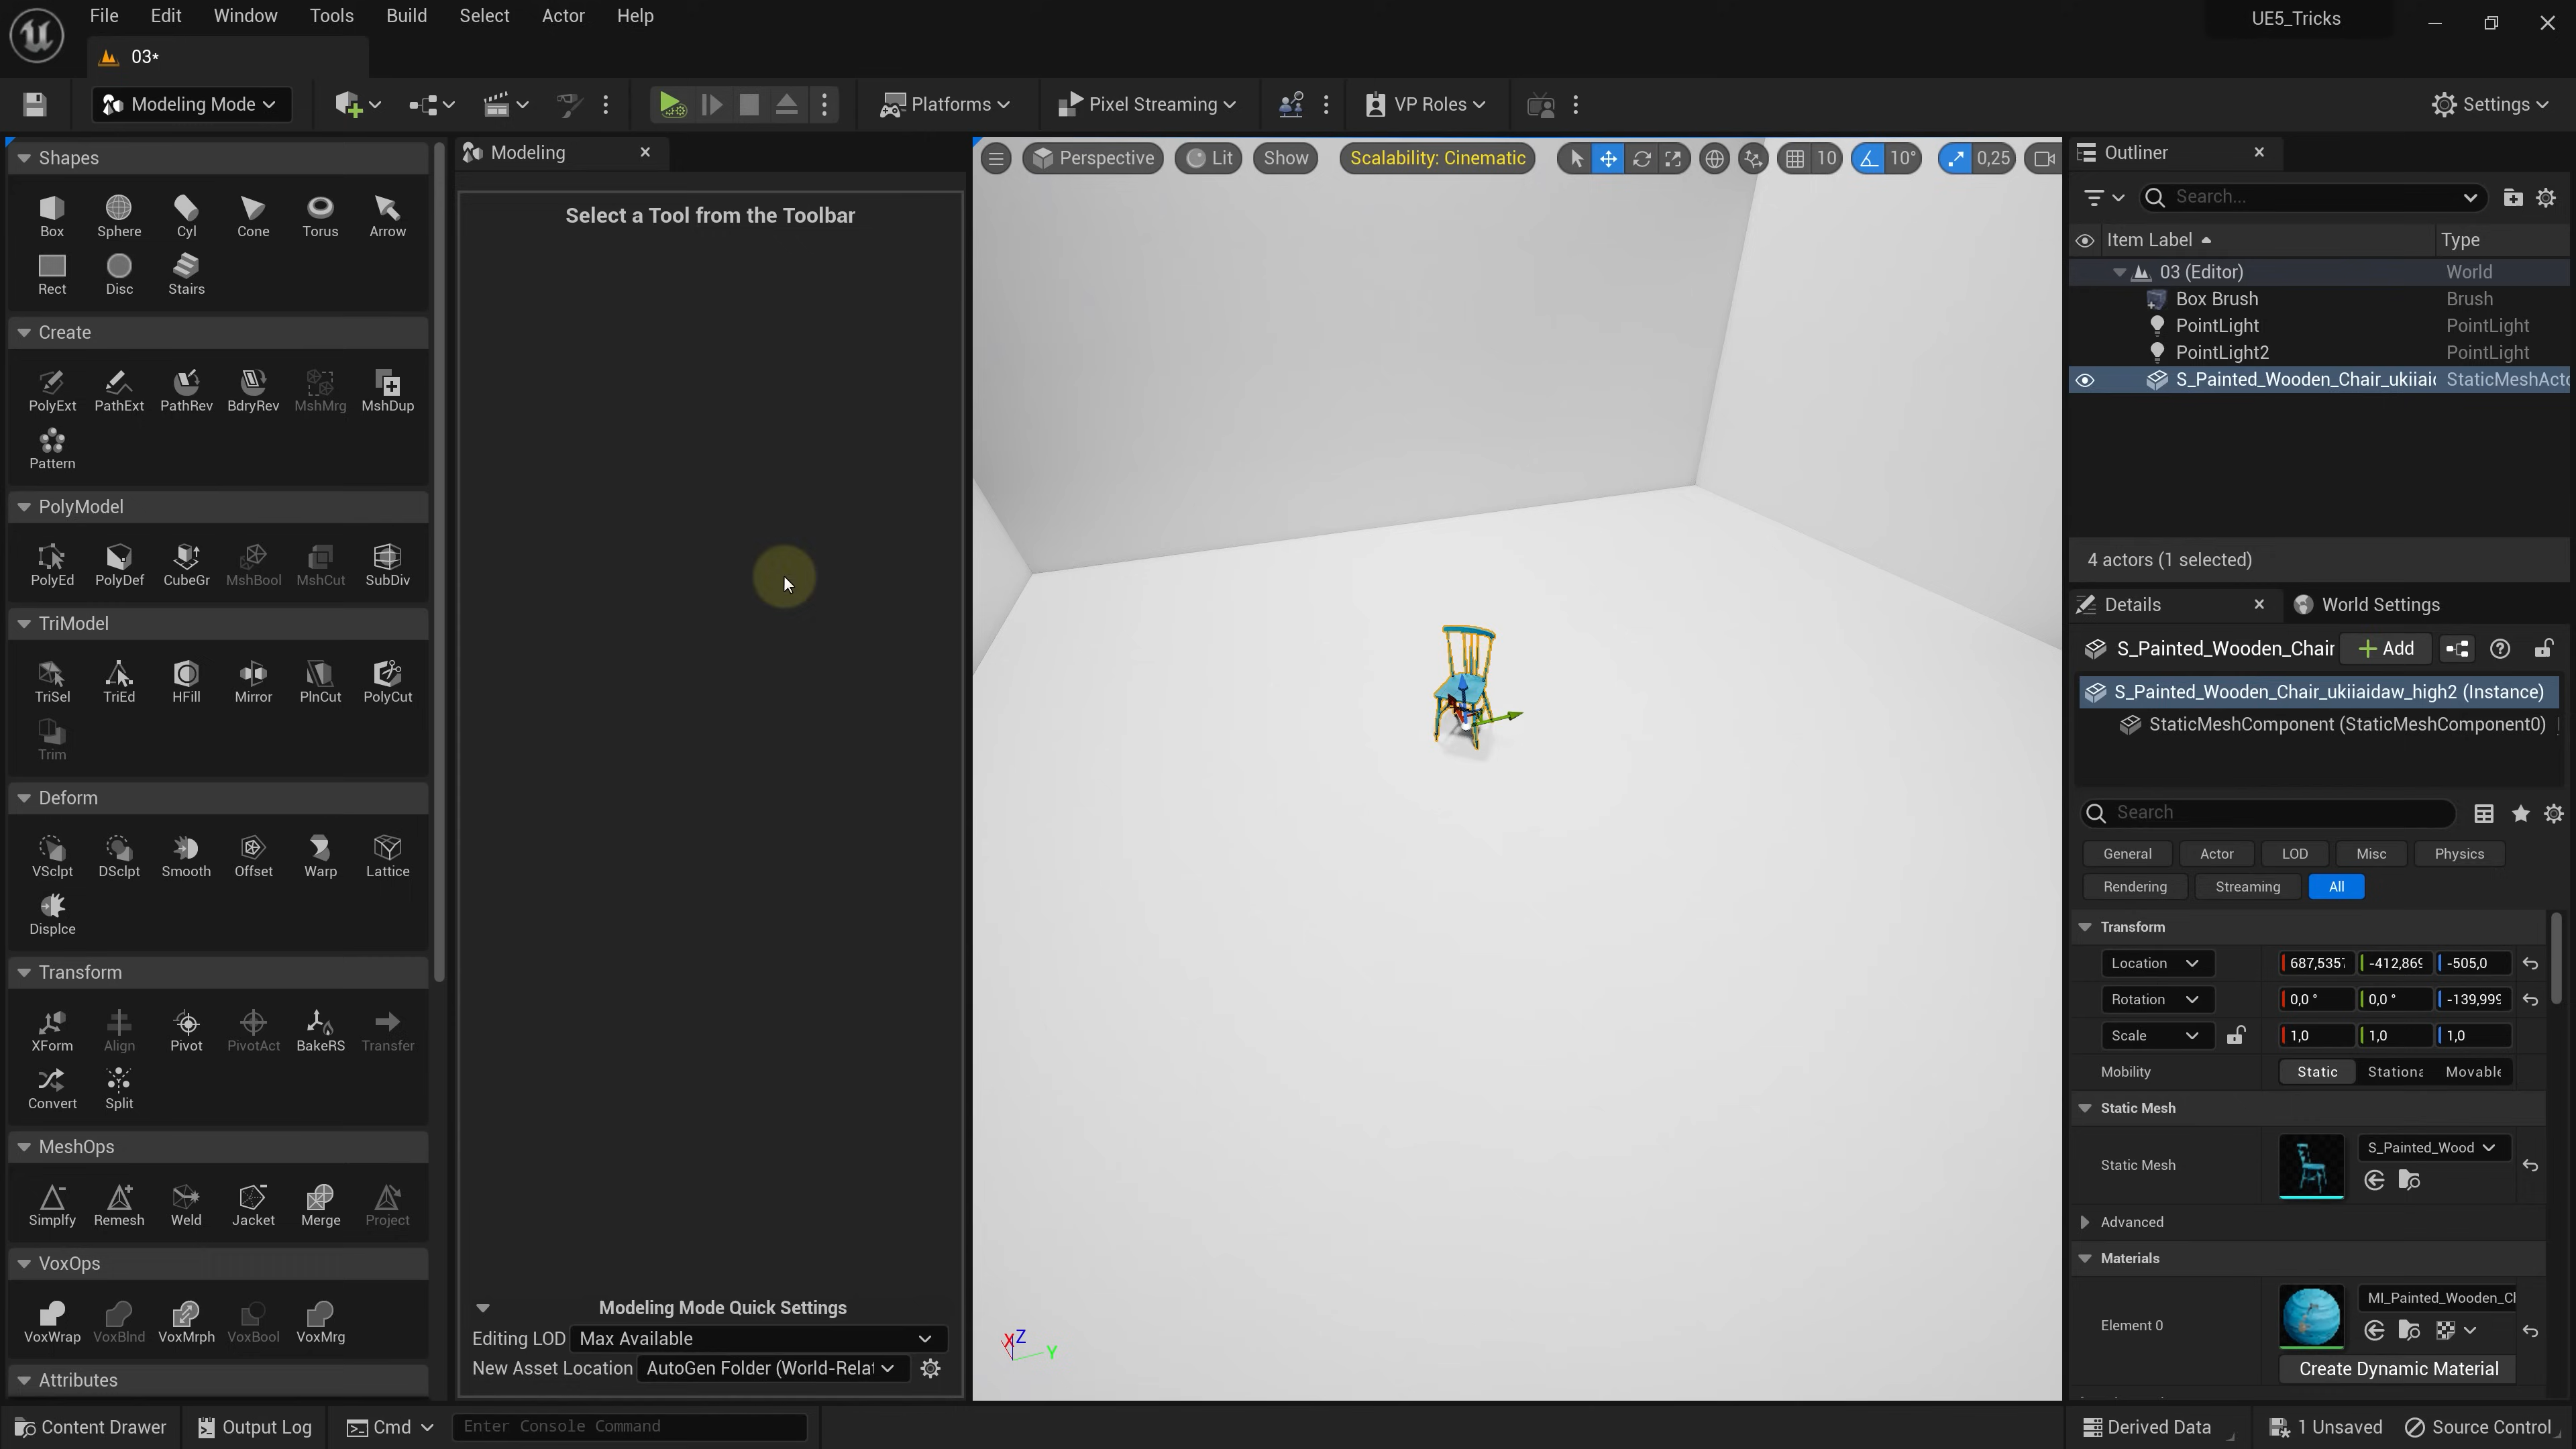 File Edit Window Tools Build Select Actor Help
UE5_Tricks
03*
Modeling Mode
Platforms
Pixel Streaming
VP Roles
Settings
Shapes
Box Sphere Cyl Cone Torus Arrow
Rect Disc Stairs
Create
PolyExt PathExt PathRev BdryRev MshMrg MshDup
Pattern
PolyModel
PolyEd PolyDef CubeGr MshBool MshCut SubDiv
TriModel
TriSel TriEd HFill Mirror PlnCut PolyCut
Trim
Deform
VSclpt DSclpt Smooth Offset Warp Lattice
Displce
Transform
XForm Align Pivot PivotAct BakeRS Transfer
Convert Split
MeshOps
Simplfy Remesh Weld Jacket Merge Project
VoxOps
VoxWrap VoxBlnd VoxMrph VoxBool VoxMrg
Attributes
Modeling
Select a Tool from the Toolbar
Modeling Mode Quick Settings
Editing LOD Max Available
New Asset Location AutoGen Folder (World-Relat
Perspective Lit Show Scalability: Cinematic 10 10° 0,25
X Z Y
Outliner
Search...
Item Label Type
03 (Editor) World
Box Brush Brush
PointLight PointLight
PointLight2 PointLight
S_Painted_Wooden_Chair_ukiiaic StaticMeshActo
4 actors (1 selected)
Details World Settings
S_Painted_Wooden_Chair Add
S_Painted_Wooden_Chair_ukiiaidaw_high2 (Instance)
StaticMeshComponent (StaticMeshComponent0)
Search
General Actor LOD Misc Physics
Rendering Streaming All
Transform
Location 687,5357 -412,869 -505,0
Rotation 0,0 ° 0,0 ° -139,999
Scale 1,0 1,0 1,0
Mobility Static Stationa Movable
Static Mesh
Static Mesh S_Painted_Wood
Advanced
Materials
MI_Painted_Wooden_Cl
Element 0
Create Dynamic Material
Content Drawer Output Log Cmd Enter Console Command
Derived Data 1 Unsaved Source Control